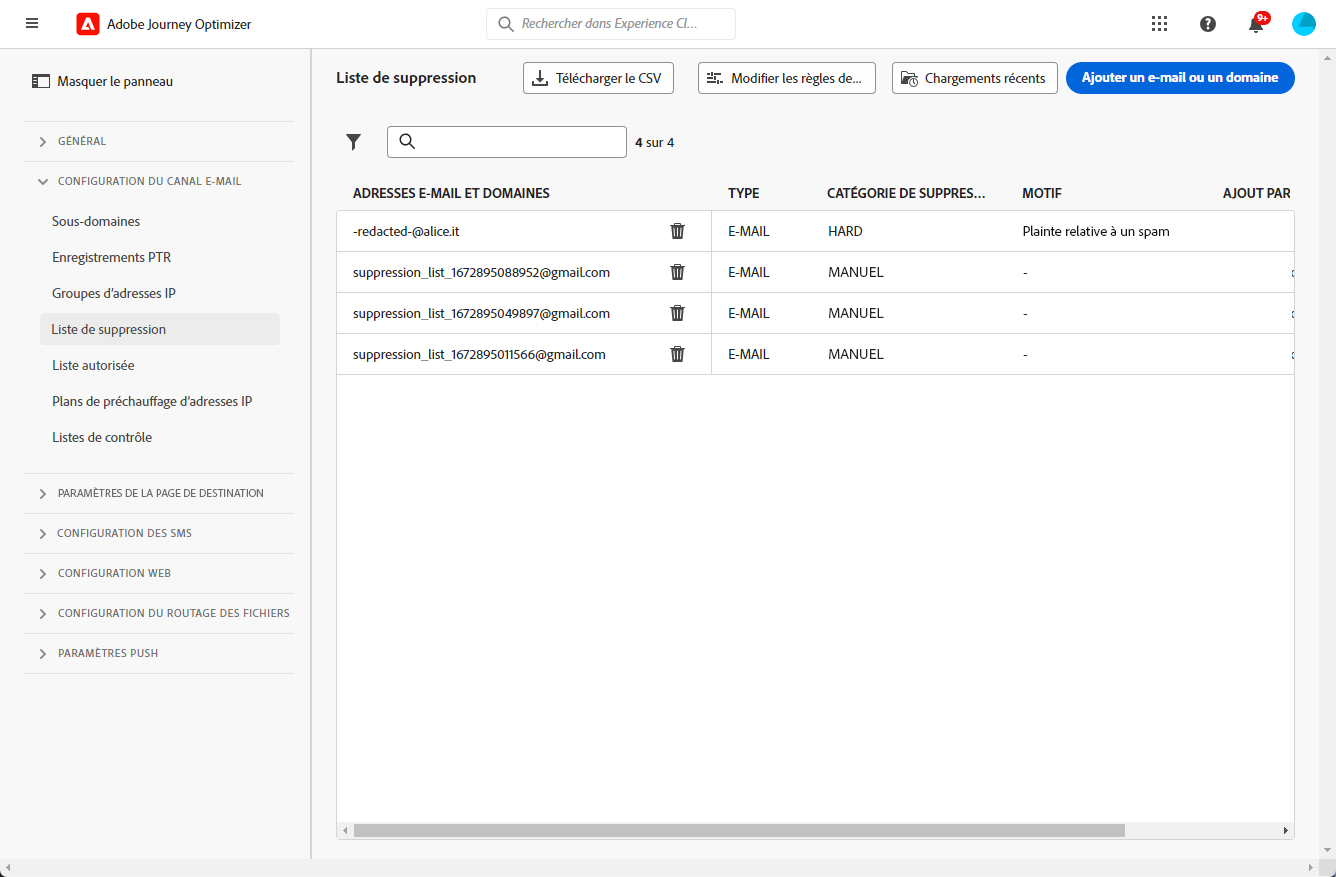 Adobe Journey Optimizer
Rechercher dans Experience Cl...
9+
Masquer le panneau
GÉNÉRAL
CONFIGURATION DU CANAL E-MAIL
Sous-domaines
Enregistrements PTR
Groupes d'adresses IP
Liste de suppression
Liste autorisée
Plans de préchauffage d'adresses IP
Listes de contrôle
PARAMÈTRES DE LA PAGE DE DESTINATION
CONFIGURATION DES SMS
CONFIGURATION WEB
CONFIGURATION DU ROUTAGE DES FICHIERS
PARAMÈTRES PUSH
Liste de suppression
Télécharger le CSV
Modifier les règles de...
Chargements récents
Ajouter un e-mail ou un domaine
4 sur 4
ADRESSES E-MAIL ET DOMAINES TYPE CATÉGORIE DE SUPPRES... MOTIF AJOUT PAR
-redacted-@alice.it E-MAIL HARD Plainte relative à un spam
suppression_list_1672895088952@gmail.com E-MAIL MANUEL -
suppression_list_1672895049897@gmail.com E-MAIL MANUEL -
suppression_list_1672895011566@gmail.com E-MAIL MANUEL -